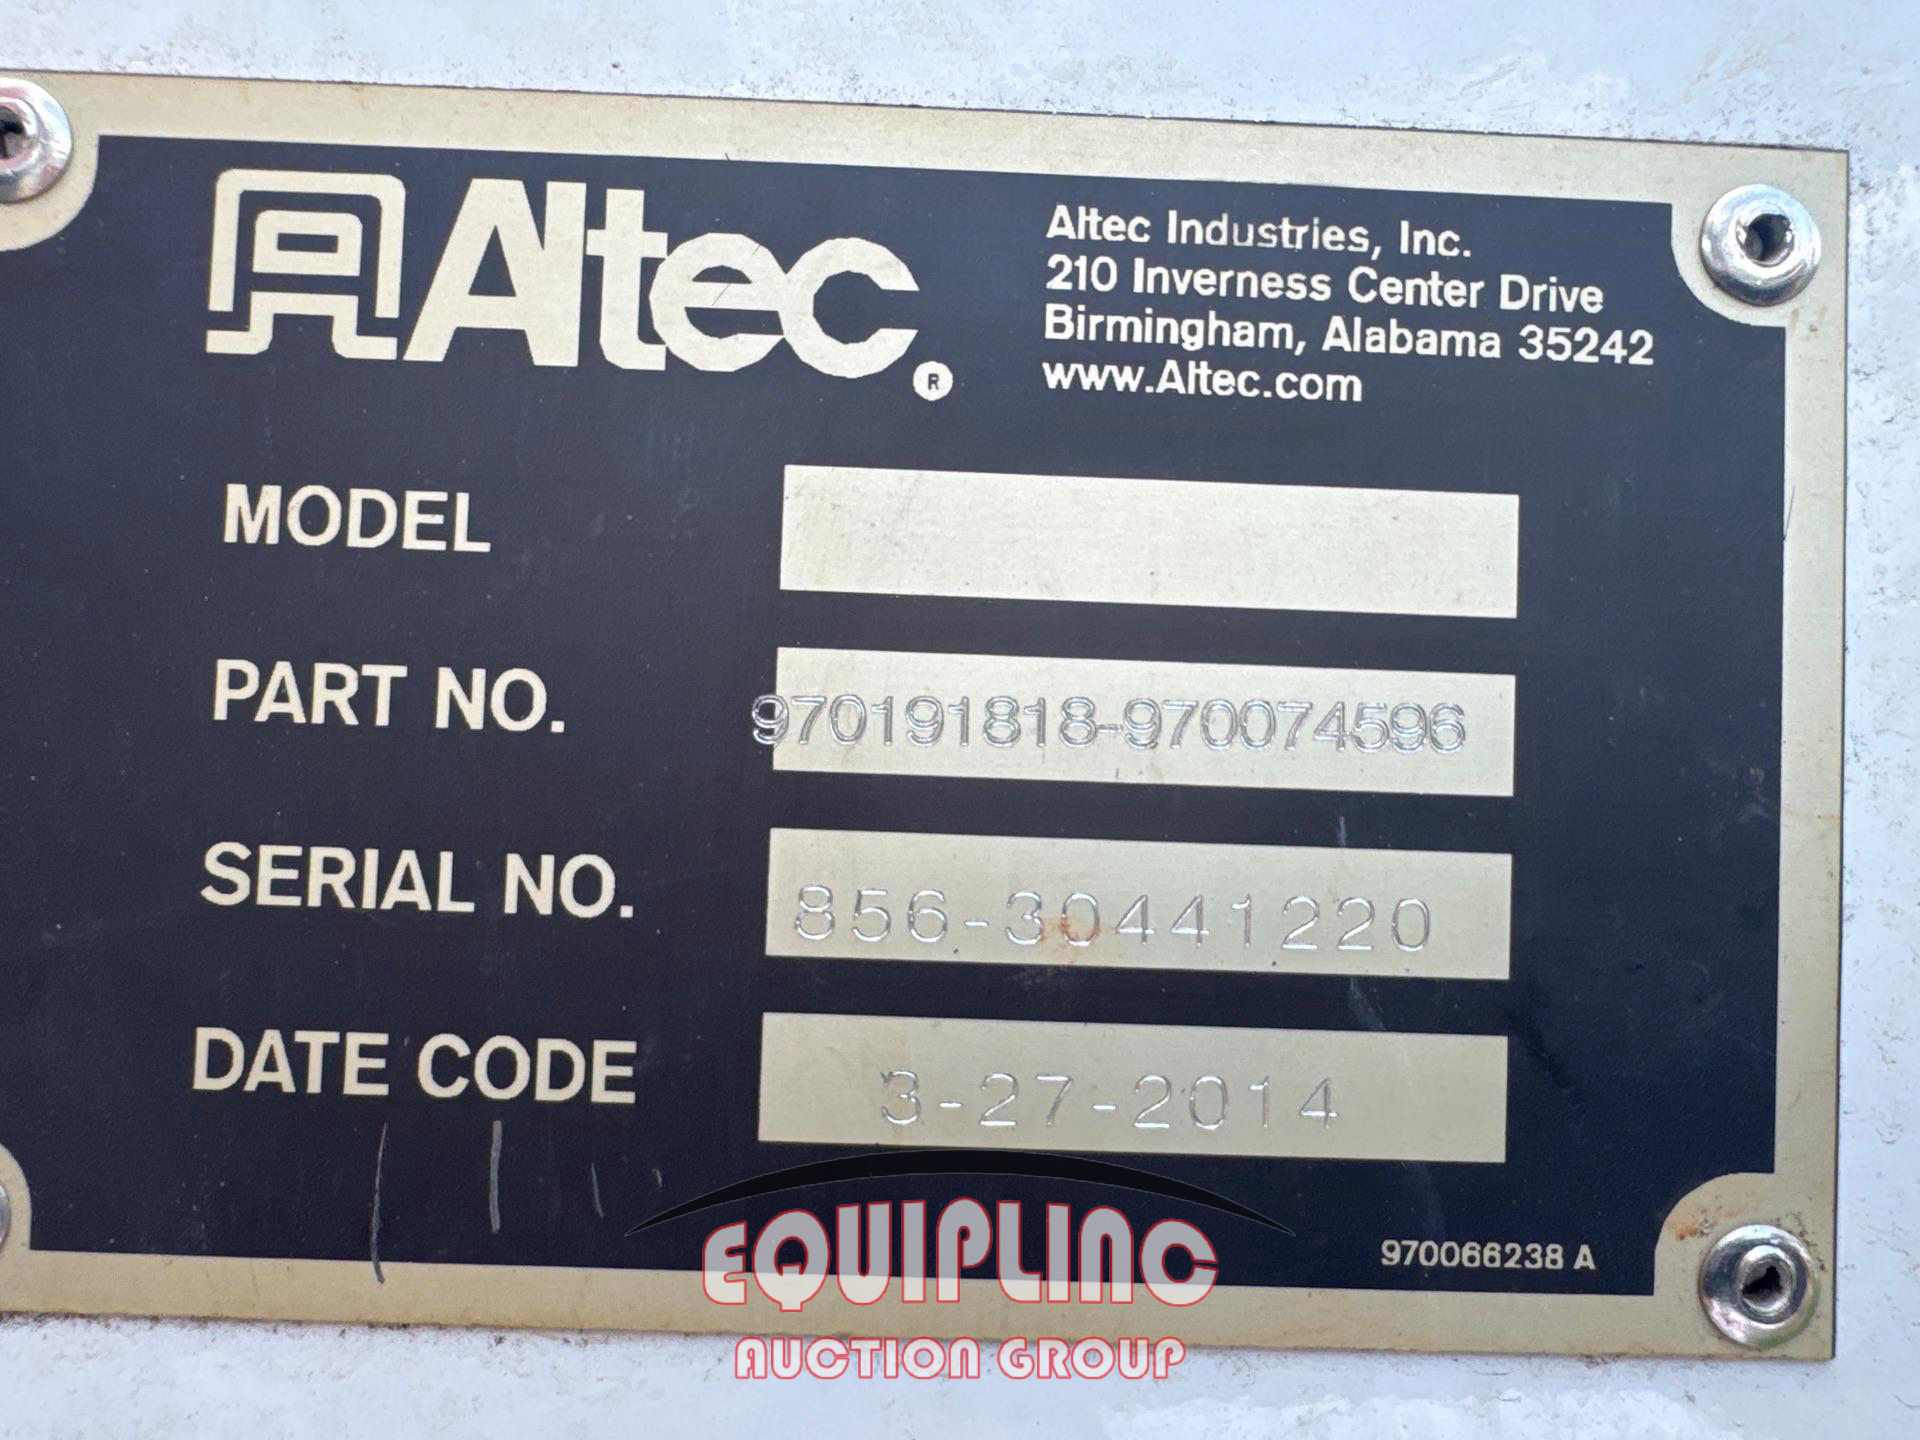 Altec ®
Altec Industries, Inc.
210 Inverness Center Drive
Birmingham, Alabama 35242
www.Altec.com
MODEL
PART NO. 970191818-970074596
SERIAL NO. 856-30441220
DATE CODE 3-27-2014
970066238 A
EQUIPLINC
AUCTION GROUP